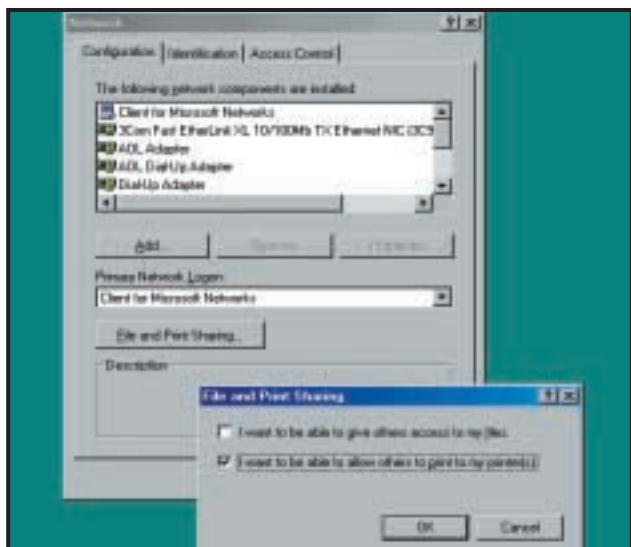 Network
Configuration Identification Access Control
The following network components are installed:
Client for Microsoft Networks
3Com Fast EtherLink XL 10/100Mb TX Ethernet NIC (3C9
AOL Adapter
AOL Dial-Up Adapter
Dial-Up Adapter
Add...
Remove
Properties
Primary Network Logon:
Client for Microsoft Networks
File and Print Sharing...
Description
File and Print Sharing
I want to be able to give others access to my files.
I want to be able to allow others to print to my printer(s).
OK
Cancel